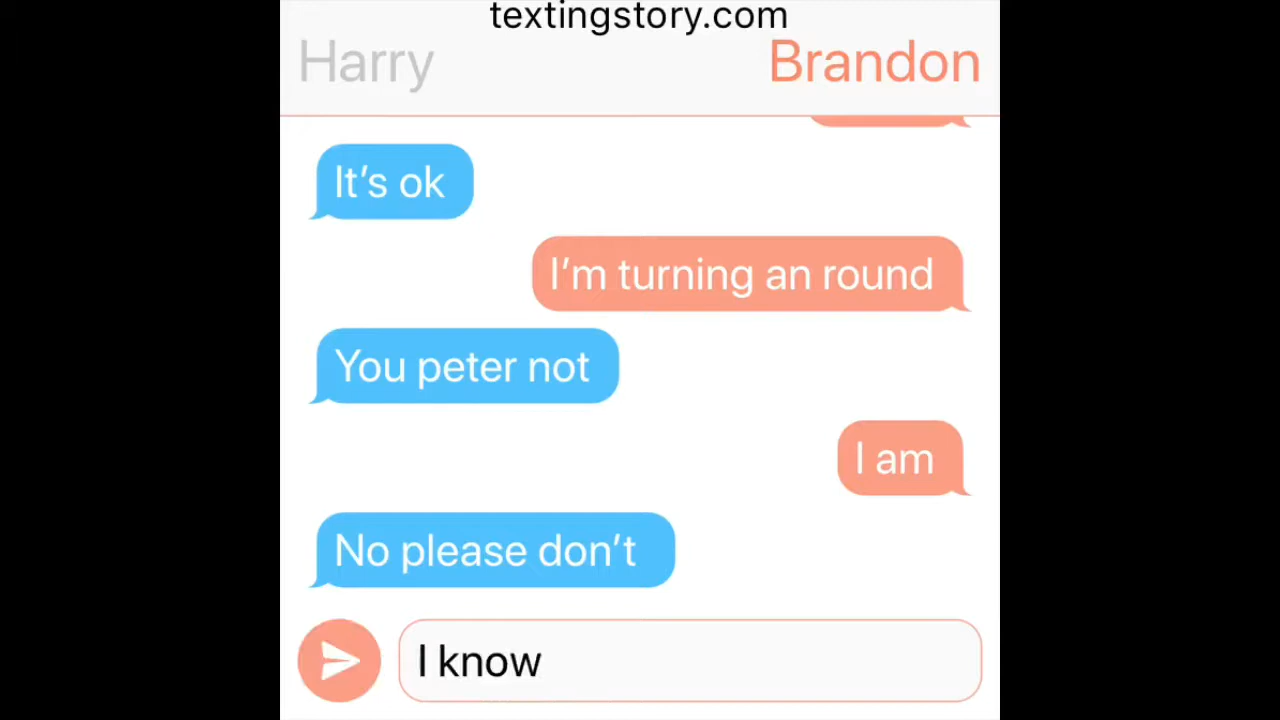 textingstory.com
Harry Brandon
It's ok
I'm turning an round
You peter not
I am
No please don't
I know